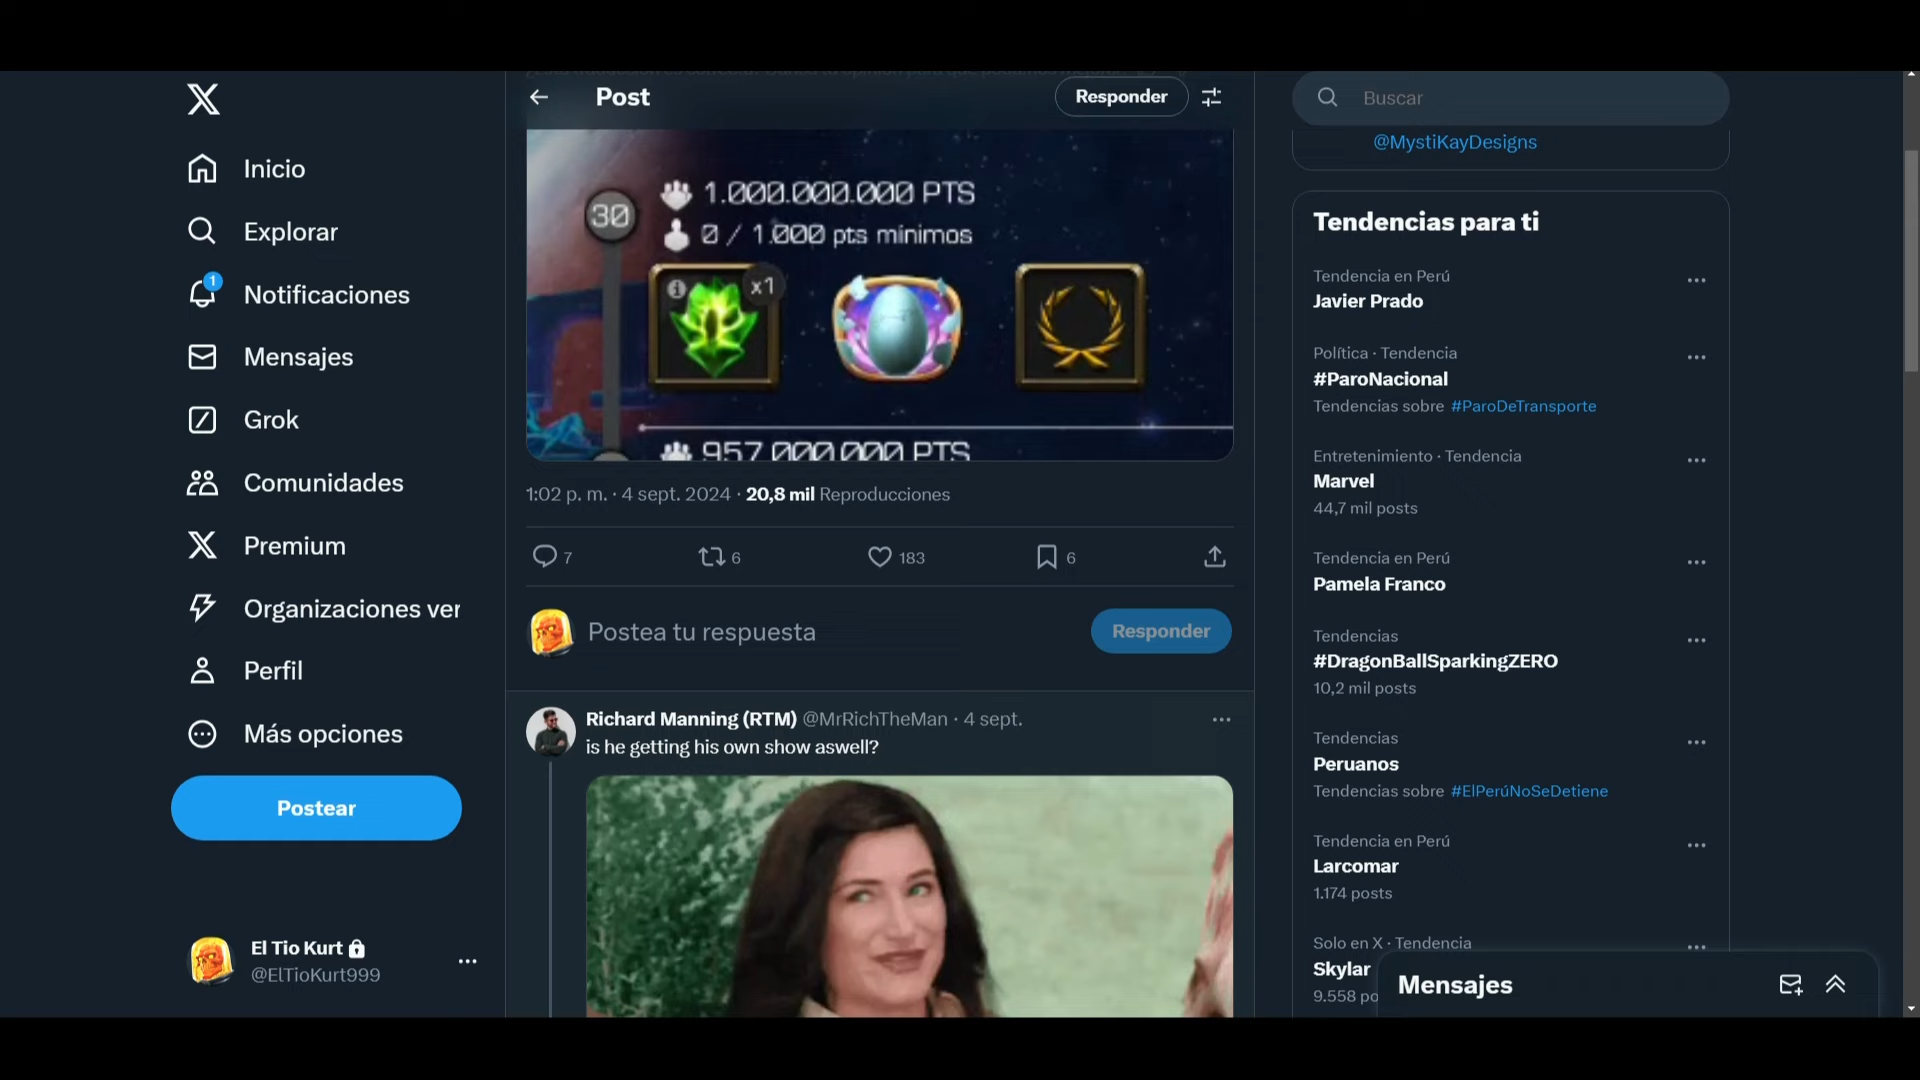 Inicio
Explorar
1
Notificaciones
Mensajes
Grok
Comunidades
Premium
Organizaciones ver
Perfil
Más opciones
Postear
El Tio Kurt
@ElTioKurt999
Post
Responder
30
1.000.000.000 PTS
0 / 1.000 pts minimos
x1
957.000.000 PTS
1:02 p. m. · 4 sept. 2024 · 20,8 mil Reproducciones
7
6
183
6
Postea tu respuesta
Responder
Richard Manning (RTM) @MrRichTheMan · 4 sept.
is he getting his own show aswell?
Buscar
@MystiKayDesigns
Tendencias para ti
Tendencia en Perú
Javier Prado
Política · Tendencia
#ParoNacional
Tendencias sobre #ParoDeTransporte
Entretenimiento · Tendencia
Marvel
44,7 mil posts
Tendencia en Perú
Pamela Franco
Tendencias
#DragonBallSparkingZERO
10,2 mil posts
Tendencias
Peruanos
Tendencias sobre #ElPerúNoSeDetiene
Tendencia en Perú
Larcomar
1.174 posts
Solo en X · Tendencia
Skylar
9.558 po
Mensajes